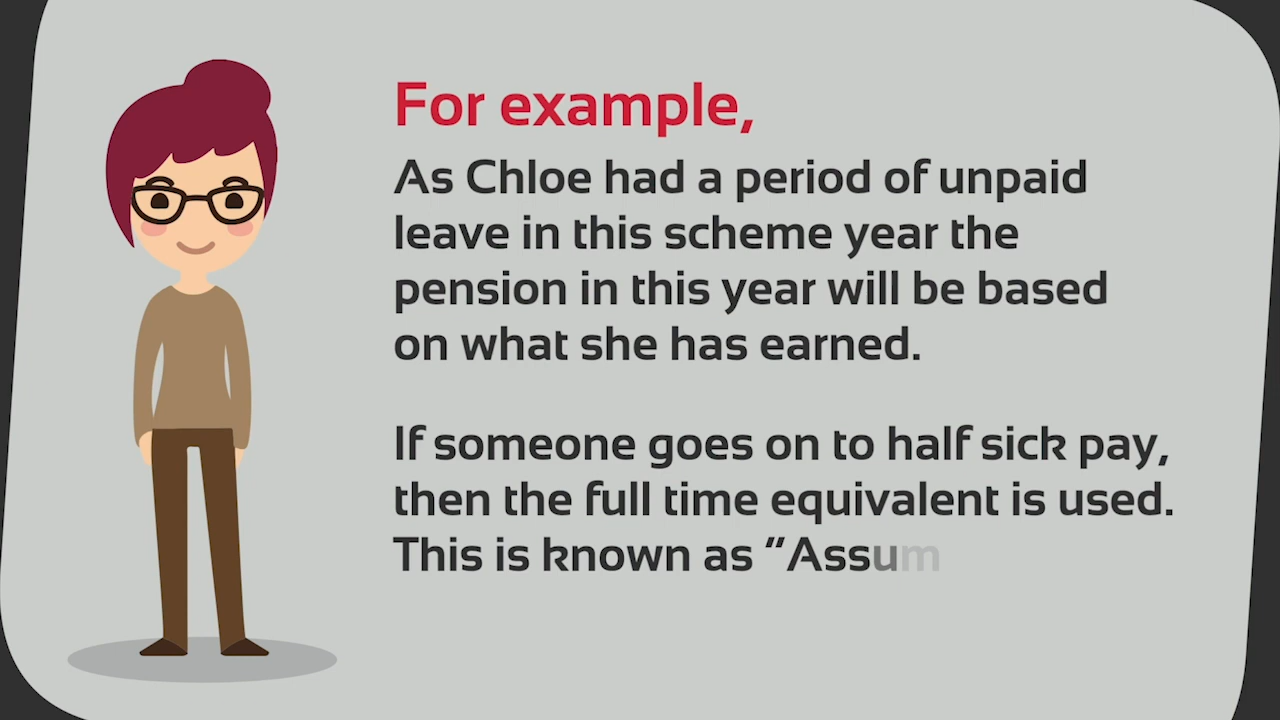 For example,
As Chloe had a period of unpaid
leave in this scheme year the
pension in this year will be based
on what she has earned.
If someone goes on to half sick pay,
then the full time equivalent is used.
This is known as “Assum